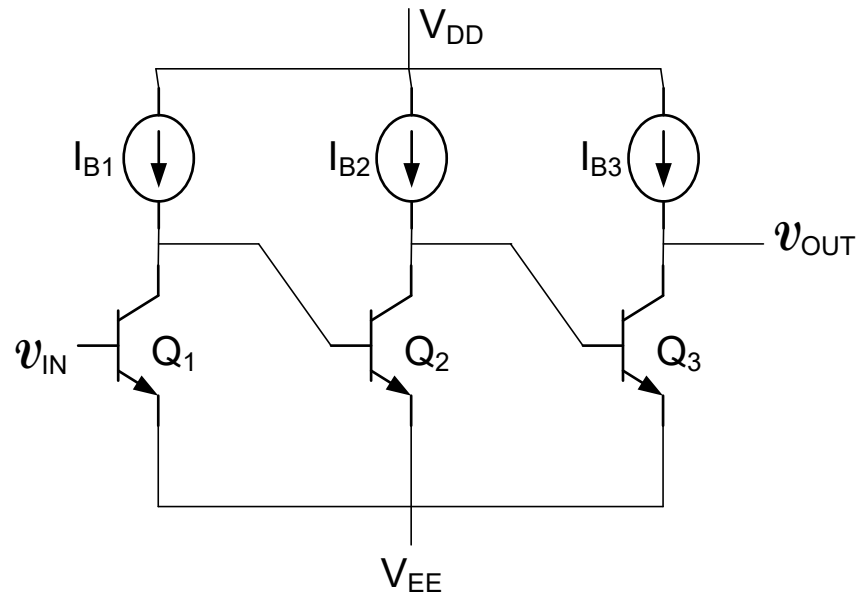 V_DD
I_B1
I_B2
I_B3
v_OUT
v_IN
Q_1
Q_2
Q_3
V_EE